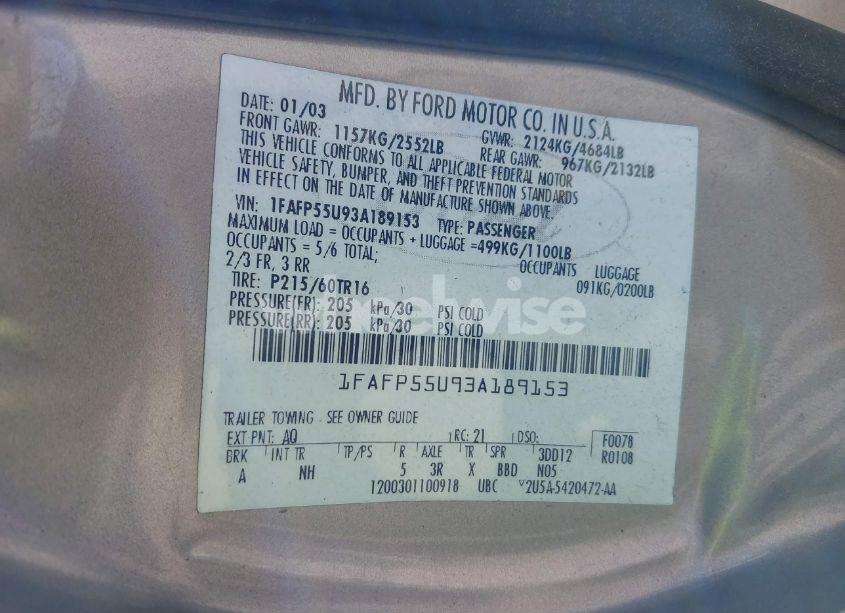 MFD. BY FORD MOTOR CO. IN U.S.A.
DATE: 01/03 GVWR: 2124KG/4684LB
FRONT GAWR: 1157KG/2552LB REAR GAWR: 967KG/2132LB
THIS VEHICLE CONFORMS TO ALL APPLICABLE FEDERAL MOTOR
VEHICLE SAFETY, BUMPER, AND THEFT PREVENTION STANDARDS
IN EFFECT ON THE DATE OF MANUFACTURE SHOWN ABOVE.
VIN: 1FAFP55U93A189153 TYPE: PASSENGER
MAXIMUM LOAD = OCCUPANTS + LUGGAGE =499KG/1100LB
OCCUPANTS = 5/6 TOTAL; OCCUPANTS LUGGAGE
2/3 FR, 3 RR 091KG/0200LB
TIRE: P215/60TR16
PRESSURE(FR) 205 kPa/30 PSI COLD
PRESSURE(RR) 205 kPa/30 PSI COLD
1FAFP55U93A189153
TRAILER TOWING - SEE OWNER GUIDE
EXT PNT: AQ RC: 21 DSO: F0078
BRK INT TR TP/PS R AXLE TR SPR 3DD12 R0108
A NH 5 3R X BBD N05
1200301100918 UBC V2U5A-5420472-AA